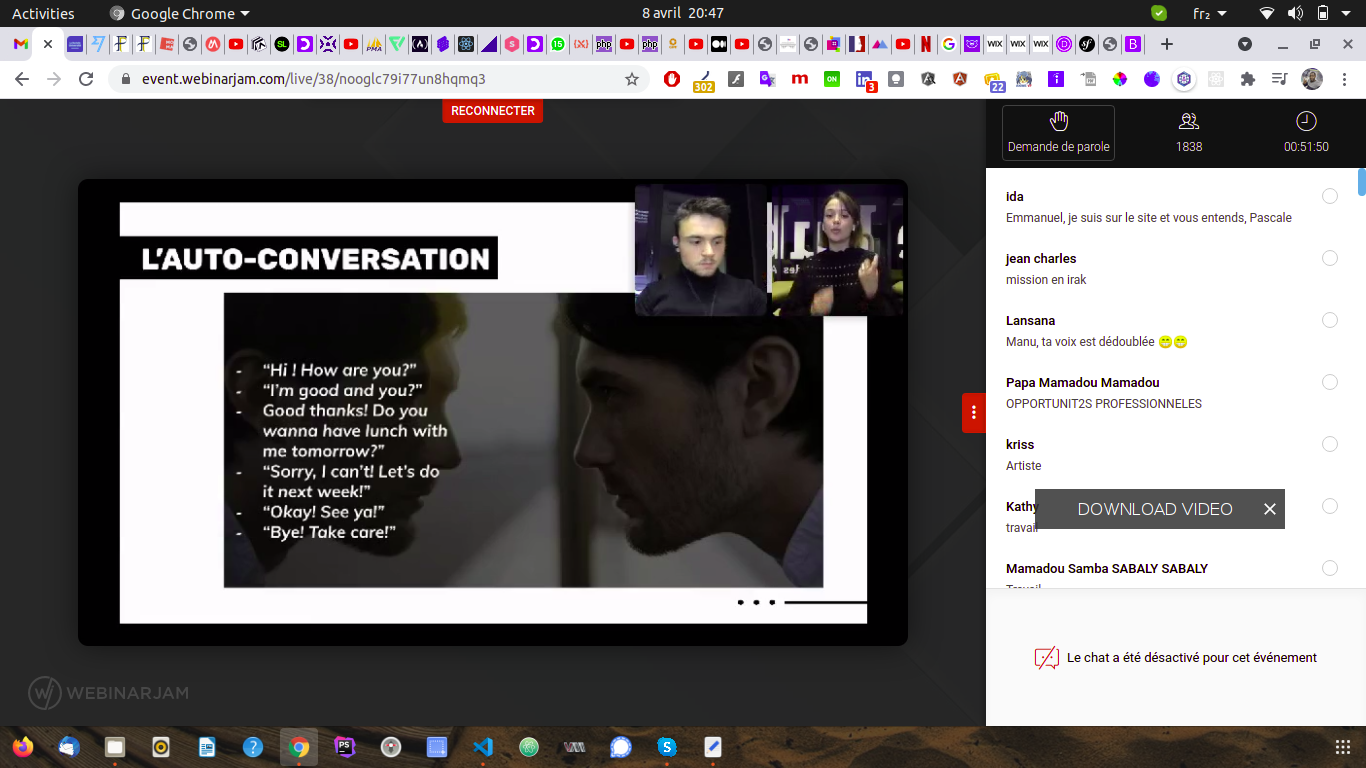 Activities
Google Chrome
8 avril 20:47
fr₂
event.webinarjam.com/live/38/nooglc79i77un8hqmq3
302
3
22
RECONNECTER
L'AUTO-CONVERSATION
- “Hi ! How are you?”
- “I'm good and you?”
- Good thanks! Do you
wanna have lunch with
me tomorrow?”
- “Sorry, I can't! Let's do
it next week!”
- “Okay! See ya!”
- “Bye! Take care!”
WEBINARJAM
Demande de parole
1838
00:51:50
ida
Emmanuel, je suis sur le site et vous entends, Pascale
jean charles
mission en irak
Lansana
Manu, ta voix est dédoublée 😁😁
Papa Mamadou Mamadou
OPPORTUNIT2S PROFESSIONNELES
kriss
Artiste
Kathy
travail
DOWNLOAD VIDEO
Mamadou Samba SABALY SABALY
Travail
Le chat a été désactivé pour cet événement